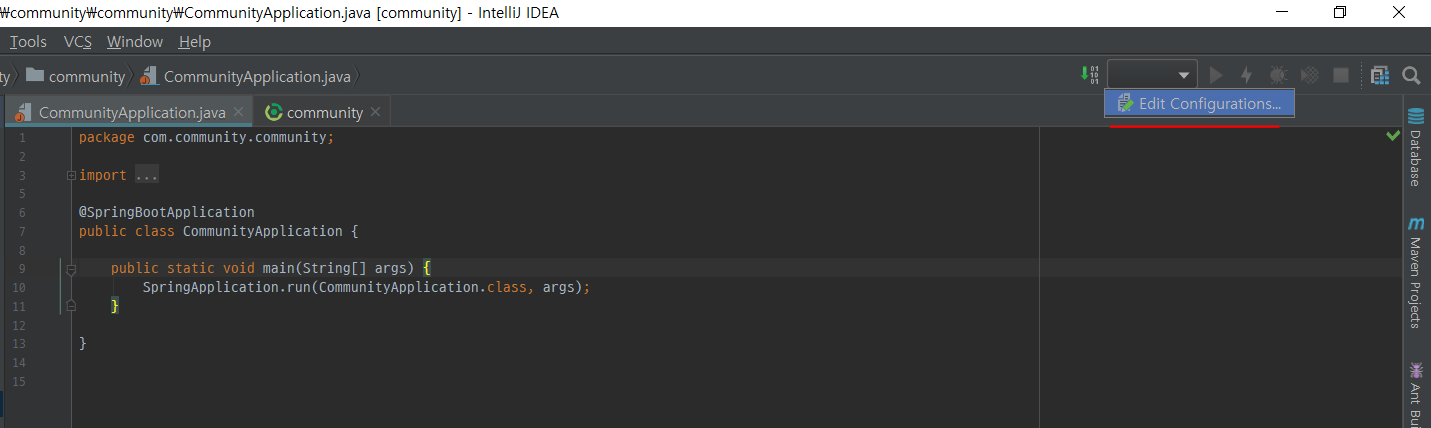 ₩community₩community₩CommunityApplication.java [community] - IntelliJ IDEA
Tools VCS Window Help
ty community CommunityApplication.java
CommunityApplication.java community
Edit Configurations...
1 package com.community.community;
2
3 import ...
5
6 @SpringBootApplication
7 public class CommunityApplication {
8
9 public static void main(String[] args) {
10 SpringApplication.run(CommunityApplication.class, args);
11 }
12
13 }
14
15
Database
Maven Projects
Ant Bui